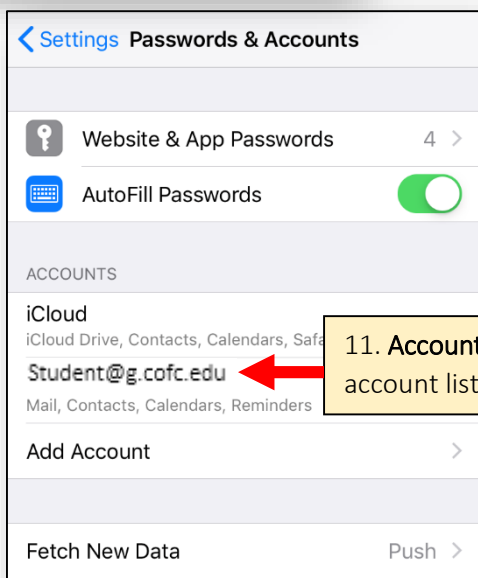 Settings Passwords & Accounts
Website & App Passwords 4
AutoFill Passwords
ACCOUNTS
iCloud
iCloud Drive, Contacts, Calendars, Safa
Student@g.cofc.edu
Mail, Contacts, Calendars, Reminders
11. Account
account list
Add Account
Fetch New Data Push